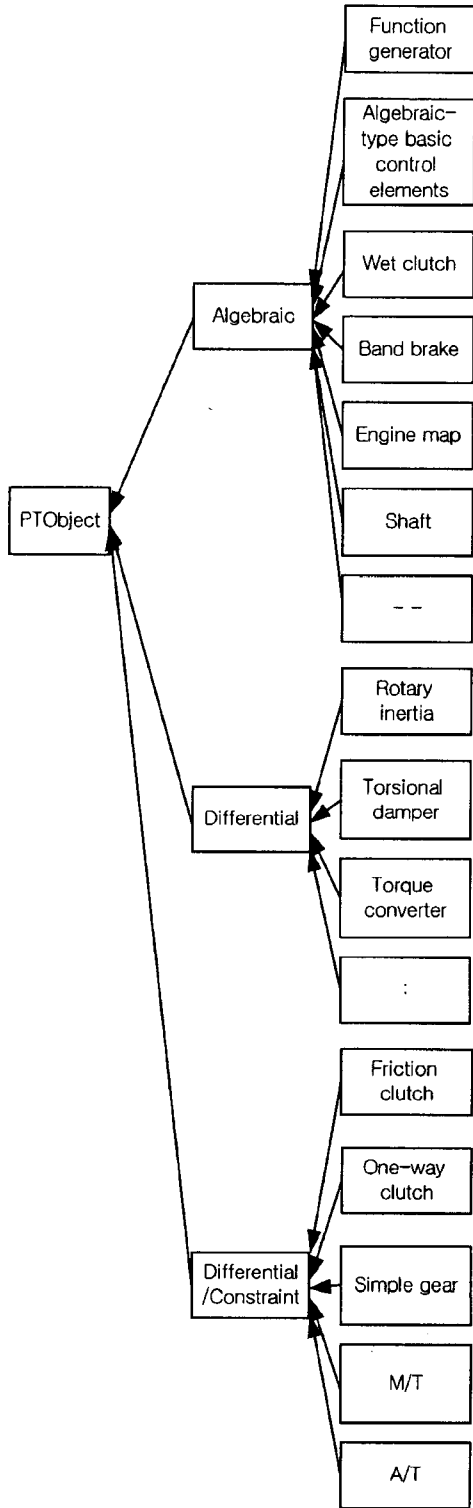 Function
generator
Algebraic-
type basic
control
elements
Wet clutch
Algebraic
Band brake
Engine map
PTObject
Shaft
- -
Rotary
inertia
Differential
Torsional
damper
Torque
converter
:
Friction
clutch
One-way
clutch
Differential
/Constraint
Simple gear
M/T
A/T